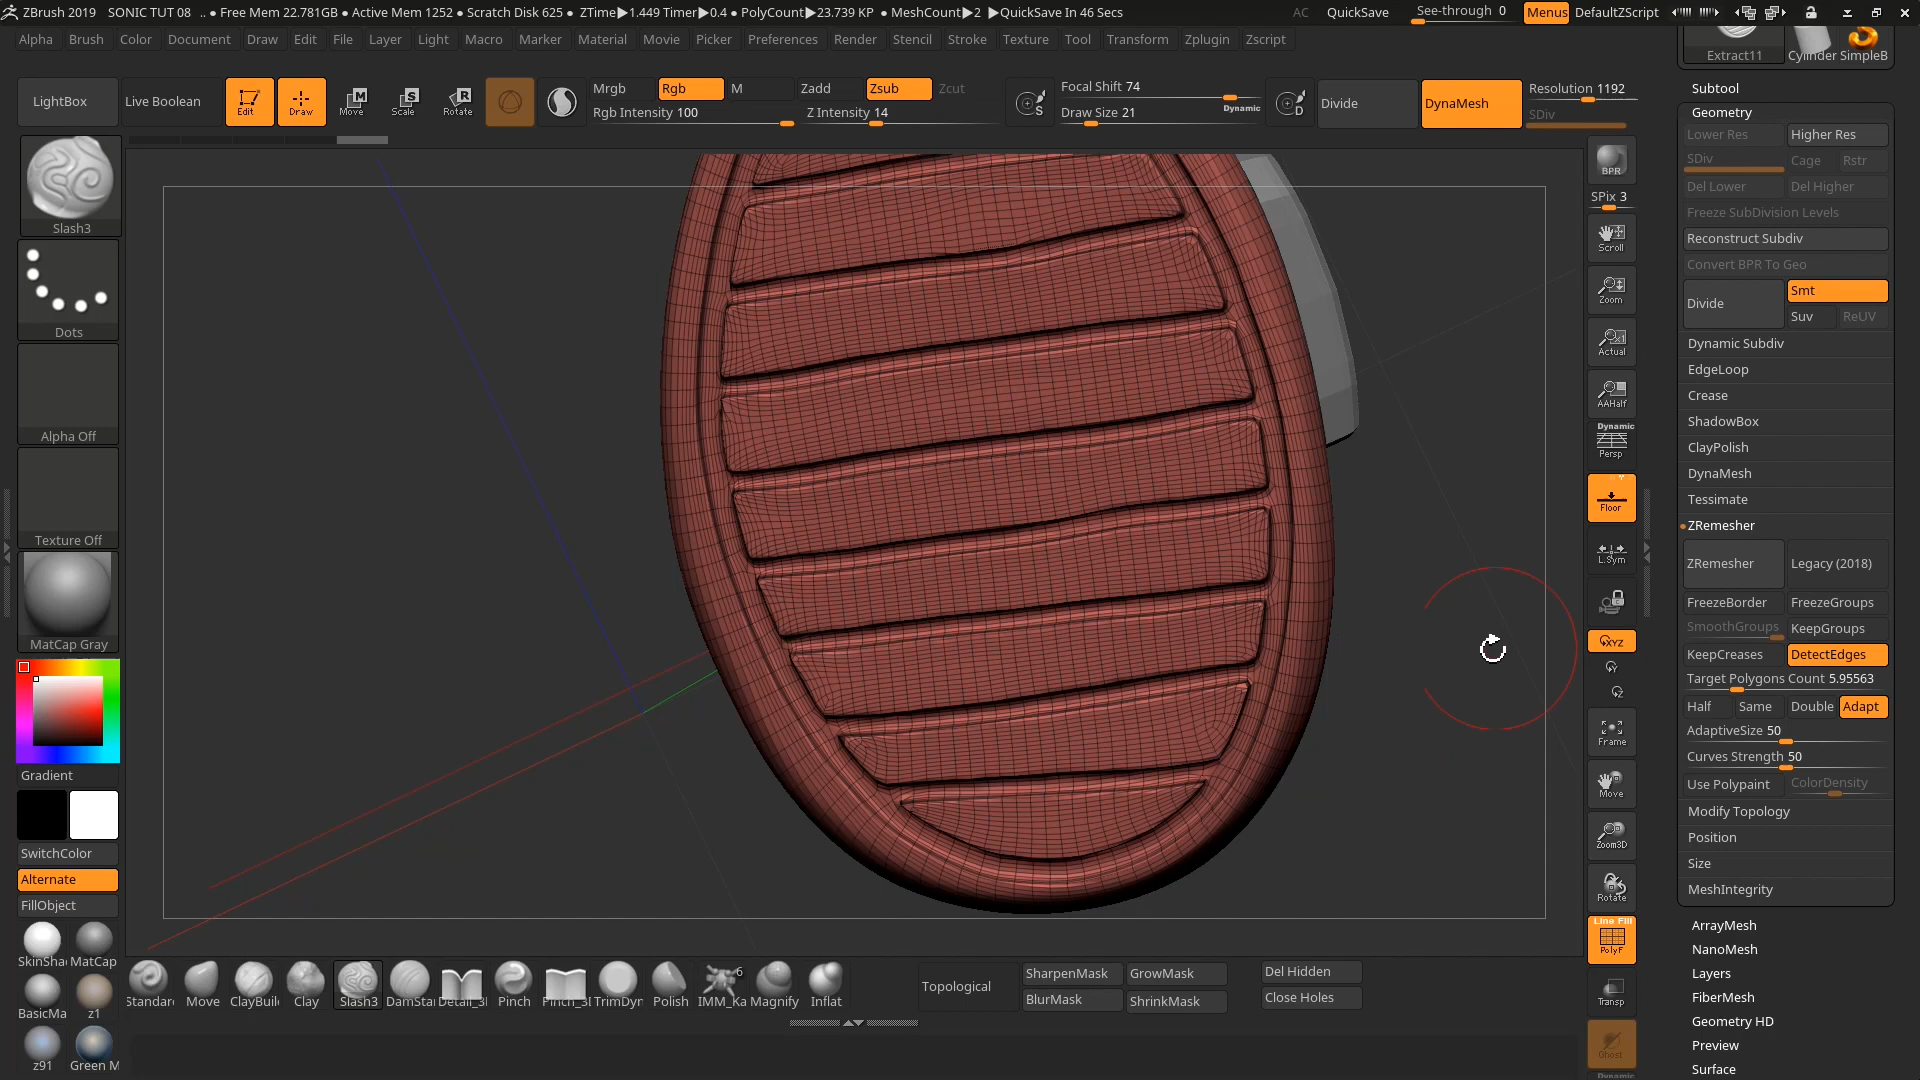 ZBrush 2019 SONIC TUT 08 .. ● Free Mem 22.781GB ● Active Mem 1252 ● Scratch Disk 625 ● ZTime▶1.449 Timer▶0.4 ● PolyCount▶23.739 KP ● MeshCount▶2 ▶QuickSave In 46 Secs AC QuickSave See-through 0 Menus DefaultZScript
Alpha Brush Color Document Draw Edit File Layer Light Macro Marker Material Movie Picker Preferences Render Stencil Stroke Texture Tool Transform Zplugin Zscript
Extract11 Cylinder SimpleB
LightBox Live Boolean Edit Draw Move Scale Rotate
Mrgb Rgb M Zadd Zsub Zcut
Rgb Intensity 100 Z Intensity 14
S Focal Shift 74
Draw Size 21 Dynamic
D Divide DynaMesh
Resolution 1192
SDiv
Slash3
Dots
Alpha Off
Texture Off
MatCap Gray
Gradient
SwitchColor
Alternate
FillObject
SkinSha MatCap
BasicMa z1
z91 Green M
Standard Move ClayBuil Clay Slash3 DamSta Detail_3 Pinch Pinch_3 TrimDyn Polish IMM_Ka 6 Magnify Inflat
Topological
SharpenMask GrowMask
BlurMask ShrinkMask
Del Hidden
Close Holes
BPR
SPix 3
Scroll
Zoom
Actual
AAHalf
Dynamic
Persp
Floor
L.Sym
XYZ
Y
Z
Frame
Move
Zoom3D
Rotate
Line Fill
PolyF
Transp
Ghost
Dynamic
Subtool
Geometry
Lower Res Higher Res
SDiv Cage Rstr
Del Lower Del Higher
Freeze SubDivision Levels
Reconstruct Subdiv
Convert BPR To Geo
Divide Smt
Suv ReUV
Dynamic Subdiv
EdgeLoop
Crease
ShadowBox
ClayPolish
DynaMesh
Tessimate
ZRemesher
ZRemesher Legacy (2018)
FreezeBorder FreezeGroups
SmoothGroups KeepGroups
KeepCreases DetectEdges
Target Polygons Count 5.95563
Half Same Double Adapt
AdaptiveSize 50
Curves Strength 50
Use Polypaint ColorDensity
Modify Topology
Position
Size
MeshIntegrity
ArrayMesh
NanoMesh
Layers
FiberMesh
Geometry HD
Preview
Surface